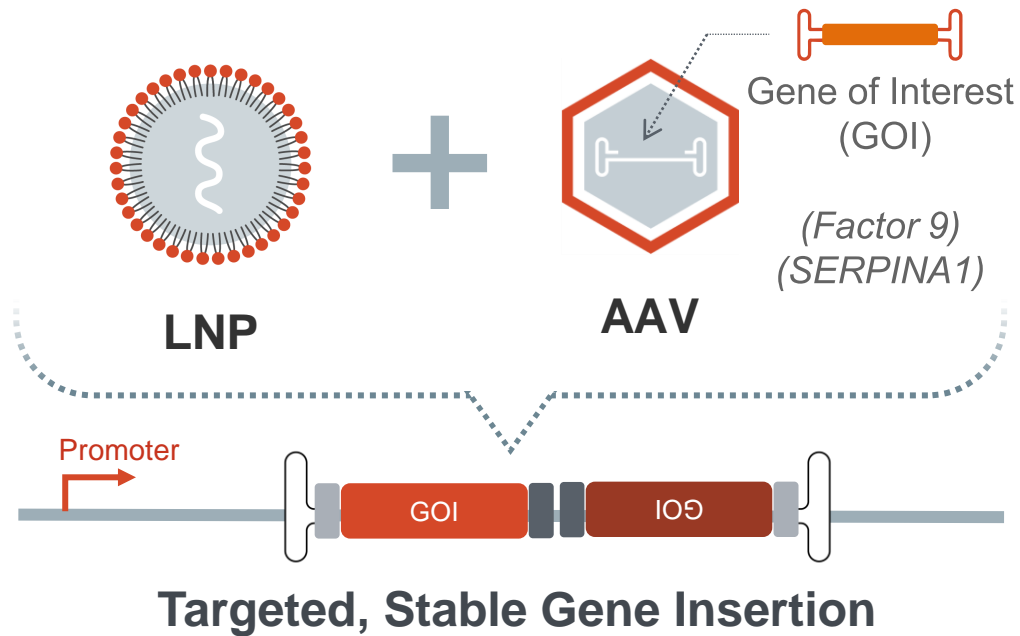 Gene of Interest
(GOI)
(Factor 9)
(SERPINA1)
LNP
AAV
Promoter
GOI
GOI
Targeted, Stable Gene Insertion